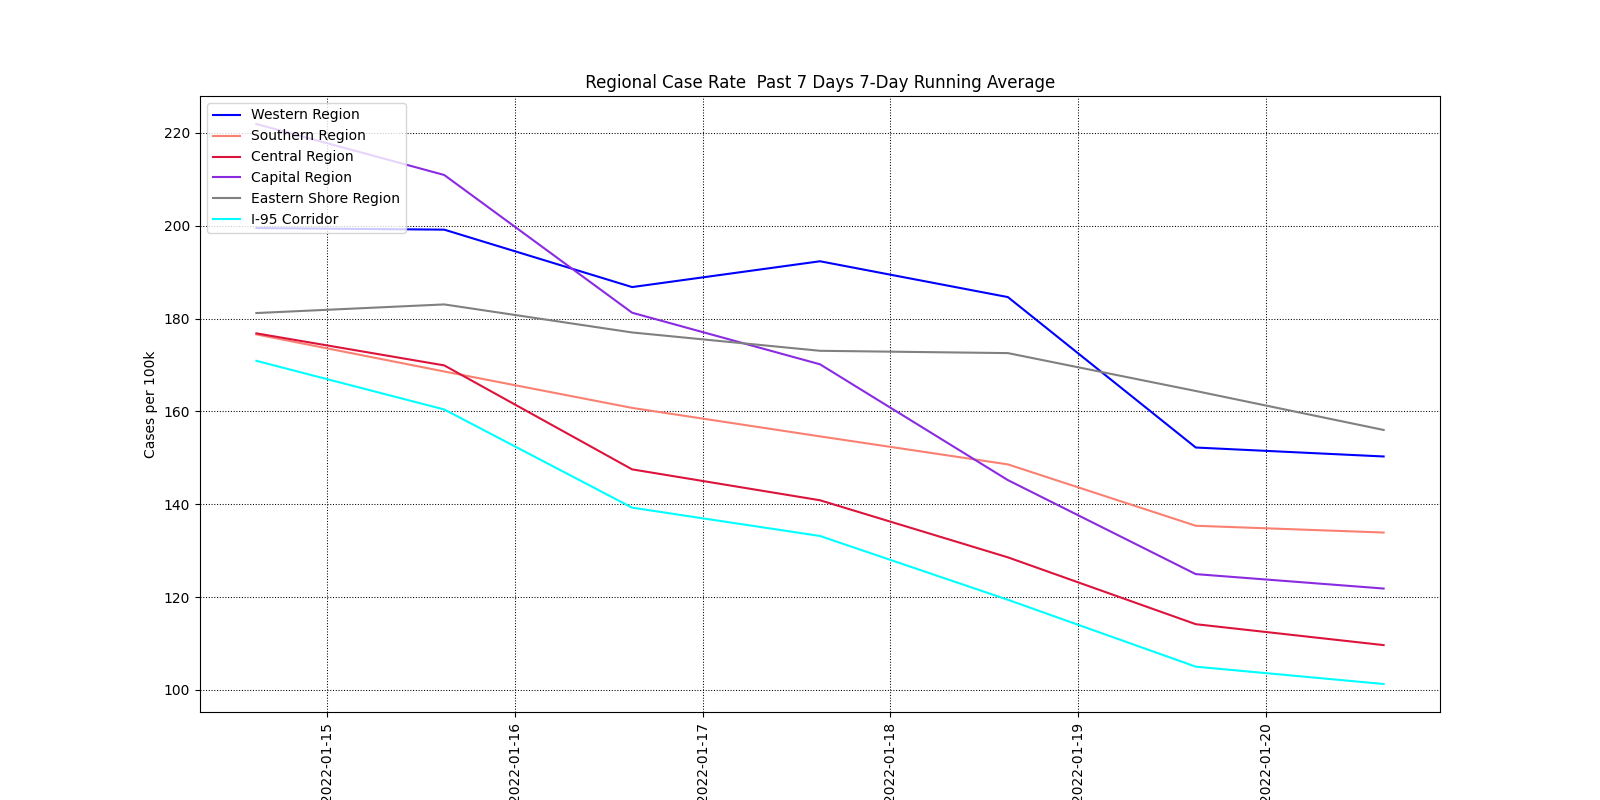 Regional Case Rate  Past 7 Days 7-Day Running Average
Western Region
Southern Region
Central Region
Capital Region
Eastern Shore Region
I-95 Corridor
Cases per 100k
220
200
180
160
140
120
100
2022-01-15
2022-01-16
2022-01-17
2022-01-18
2022-01-19
2022-01-20